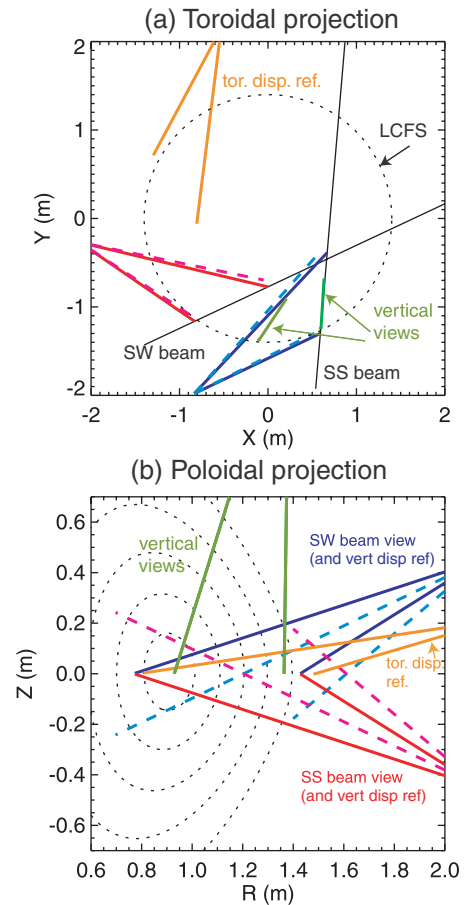 (a) Toroidal projection
2
tor. disp. ref.
LCFS
1
Y (m)
0
-1
vertical
views
SW beam
SS beam
-2
-2
-1
0
1
2
X (m)
(b) Poloidal projection
0.6
vertical
views
SW beam view
(and vert disp ref)
0.4
0.2
Z (m)
0.0
tor. disp.
ref.
-0.2
-0.4
SS beam view
(and vert disp ref)
-0.6
0.6
0.8
1.0
1.2
1.4
1.6
1.8
2.0
R (m)